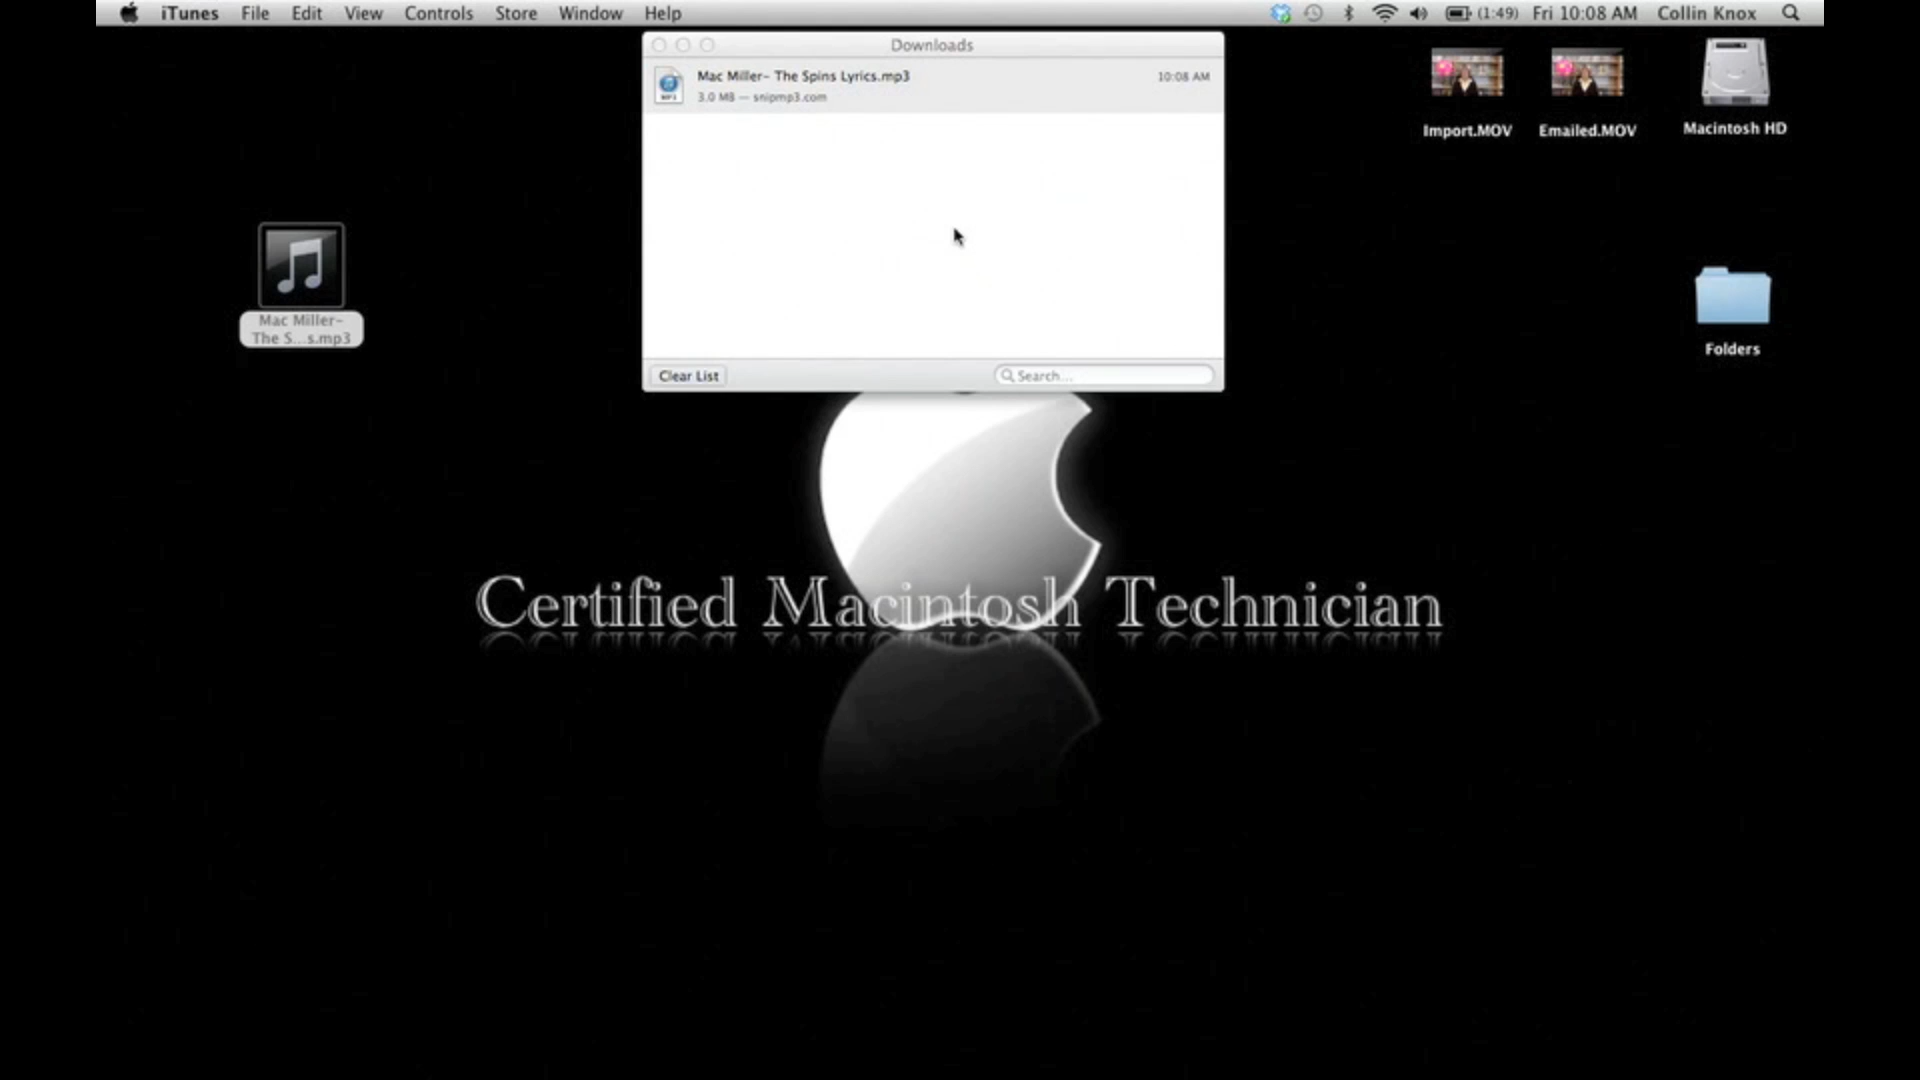 iTunes File Edit View Controls Store Window Help (1:49) Fri 10:08 AM Collin Knox
Downloads
Mac Miller- The Spins Lyrics.mp3 10:08 AM
3.0 MB — snipmp3.com
Clear List Search...
Import.MOV Emailed.MOV Macintosh HD
Mac Miller-
The S...s.mp3
Folders
Certified Macintosh Technician